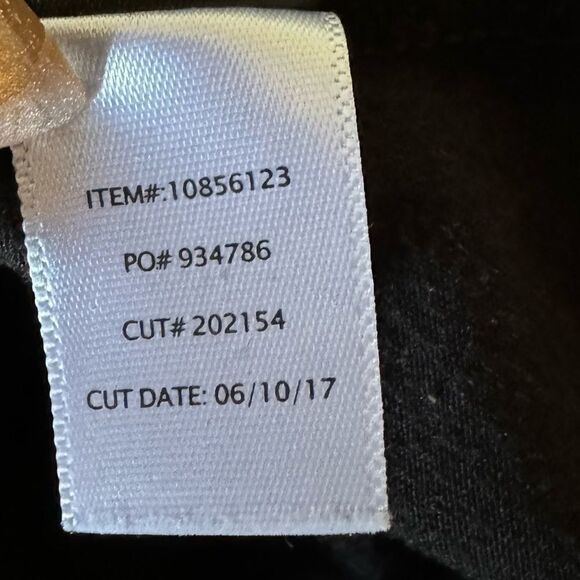 ITEM#:10856123
PO# 934786
CUT# 202154
CUT DATE: 06/10/17